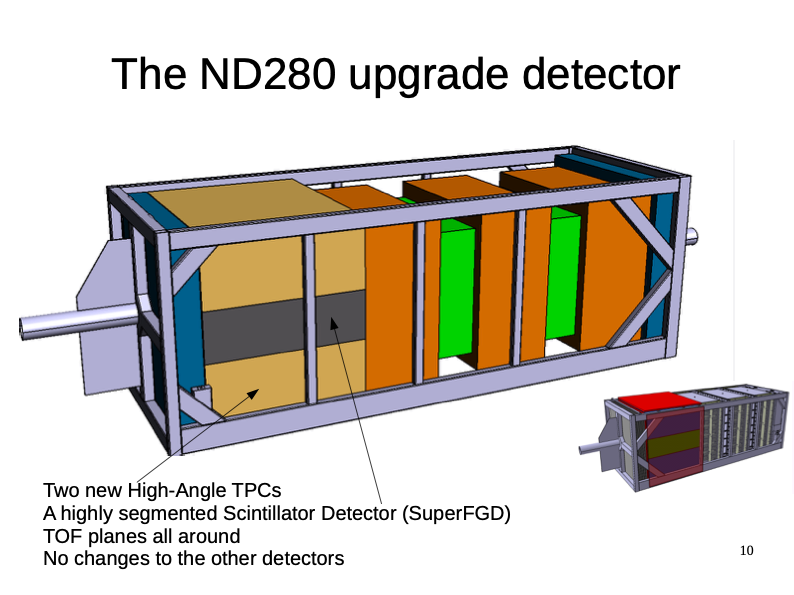 The ND280 upgrade detector
Two new High-Angle TPCs
A highly segmented Scintillator Detector (SuperFGD)
TOF planes all around
No changes to the other detectors
10